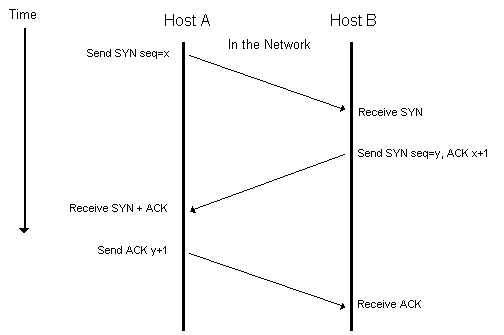 Time
Host A
Host B
In the Network
Send SYN seq=x
Receive SYN
Send SYN seq=y, ACK x+1
Receive SYN + ACK
Send ACK y+1
Receive ACK